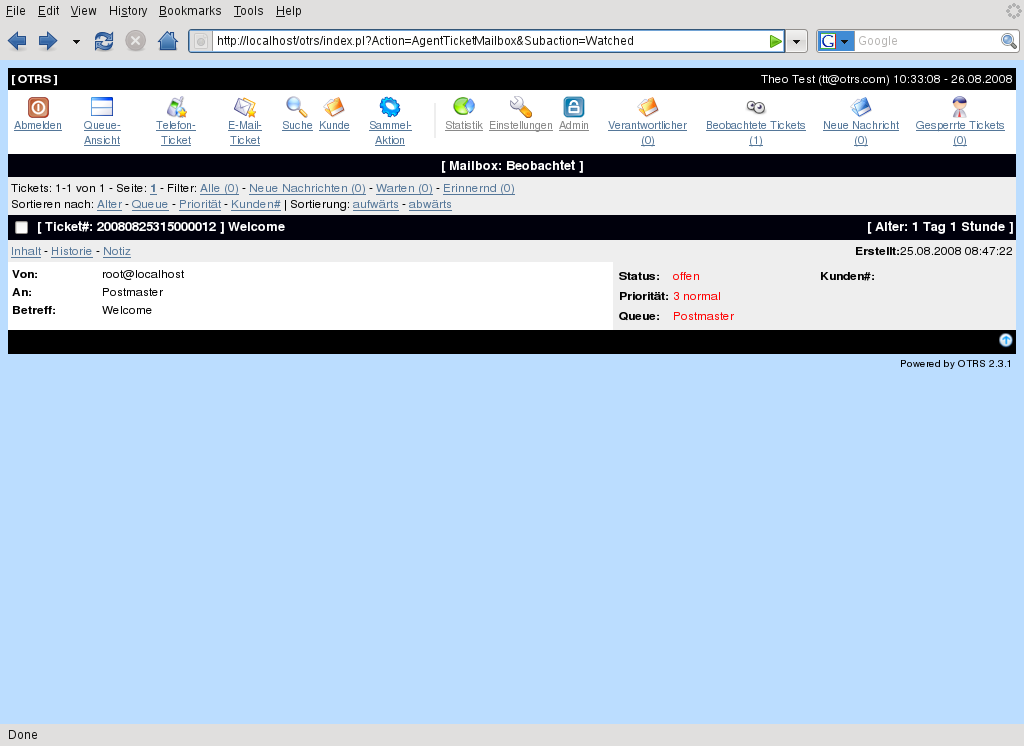 File Edit View History Bookmarks Tools Help
http://localhost/otrs/index.pl?Action=AgentTicketMailbox&Subaction=Watched G Google
[ OTRS ] Theo Test (tt@otrs.com) 10:33:08 - 26.08.2008
Abmelden Queue- Telefon- E-Mail- Suche Kunde Sammel- Statistik Einstellungen Admin Verantwortlicher Beobachtete Tickets Neue Nachricht Gesperrte Tickets
Ansicht Ticket Ticket Aktion (0) (1) (0) (0)
[ Mailbox: Beobachtet ]
Tickets: 1-1 von 1 - Seite: 1 - Filter: Alle (0) - Neue Nachrichten (0) - Warten (0) - Erinnernd (0)
Sortieren nach: Alter - Queue - Priorität - Kunden# | Sortierung: aufwärts - abwärts
[ Ticket#: 20080825315000012 ] Welcome [ Alter: 1 Tag 1 Stunde ]
Inhalt - Historie - Notiz Erstellt:25.08.2008 08:47:22
Von: root@localhost Status: offen Kunden#:
An: Postmaster Priorität: 3 normal
Betreff: Welcome Queue: Postmaster
Powered by OTRS 2.3.1
Done